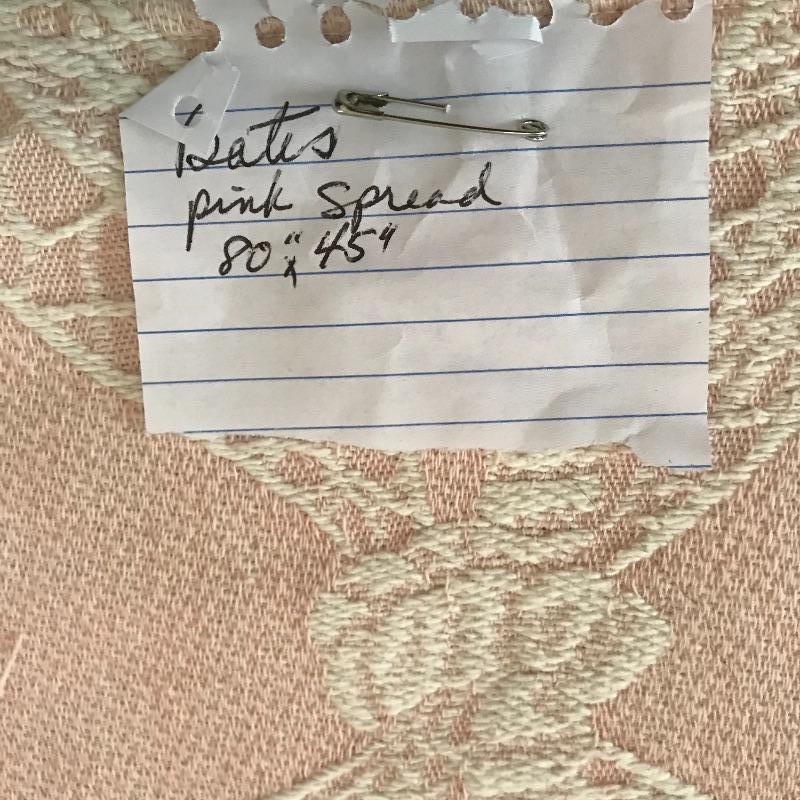 Bates
pink spread
80" x 45"